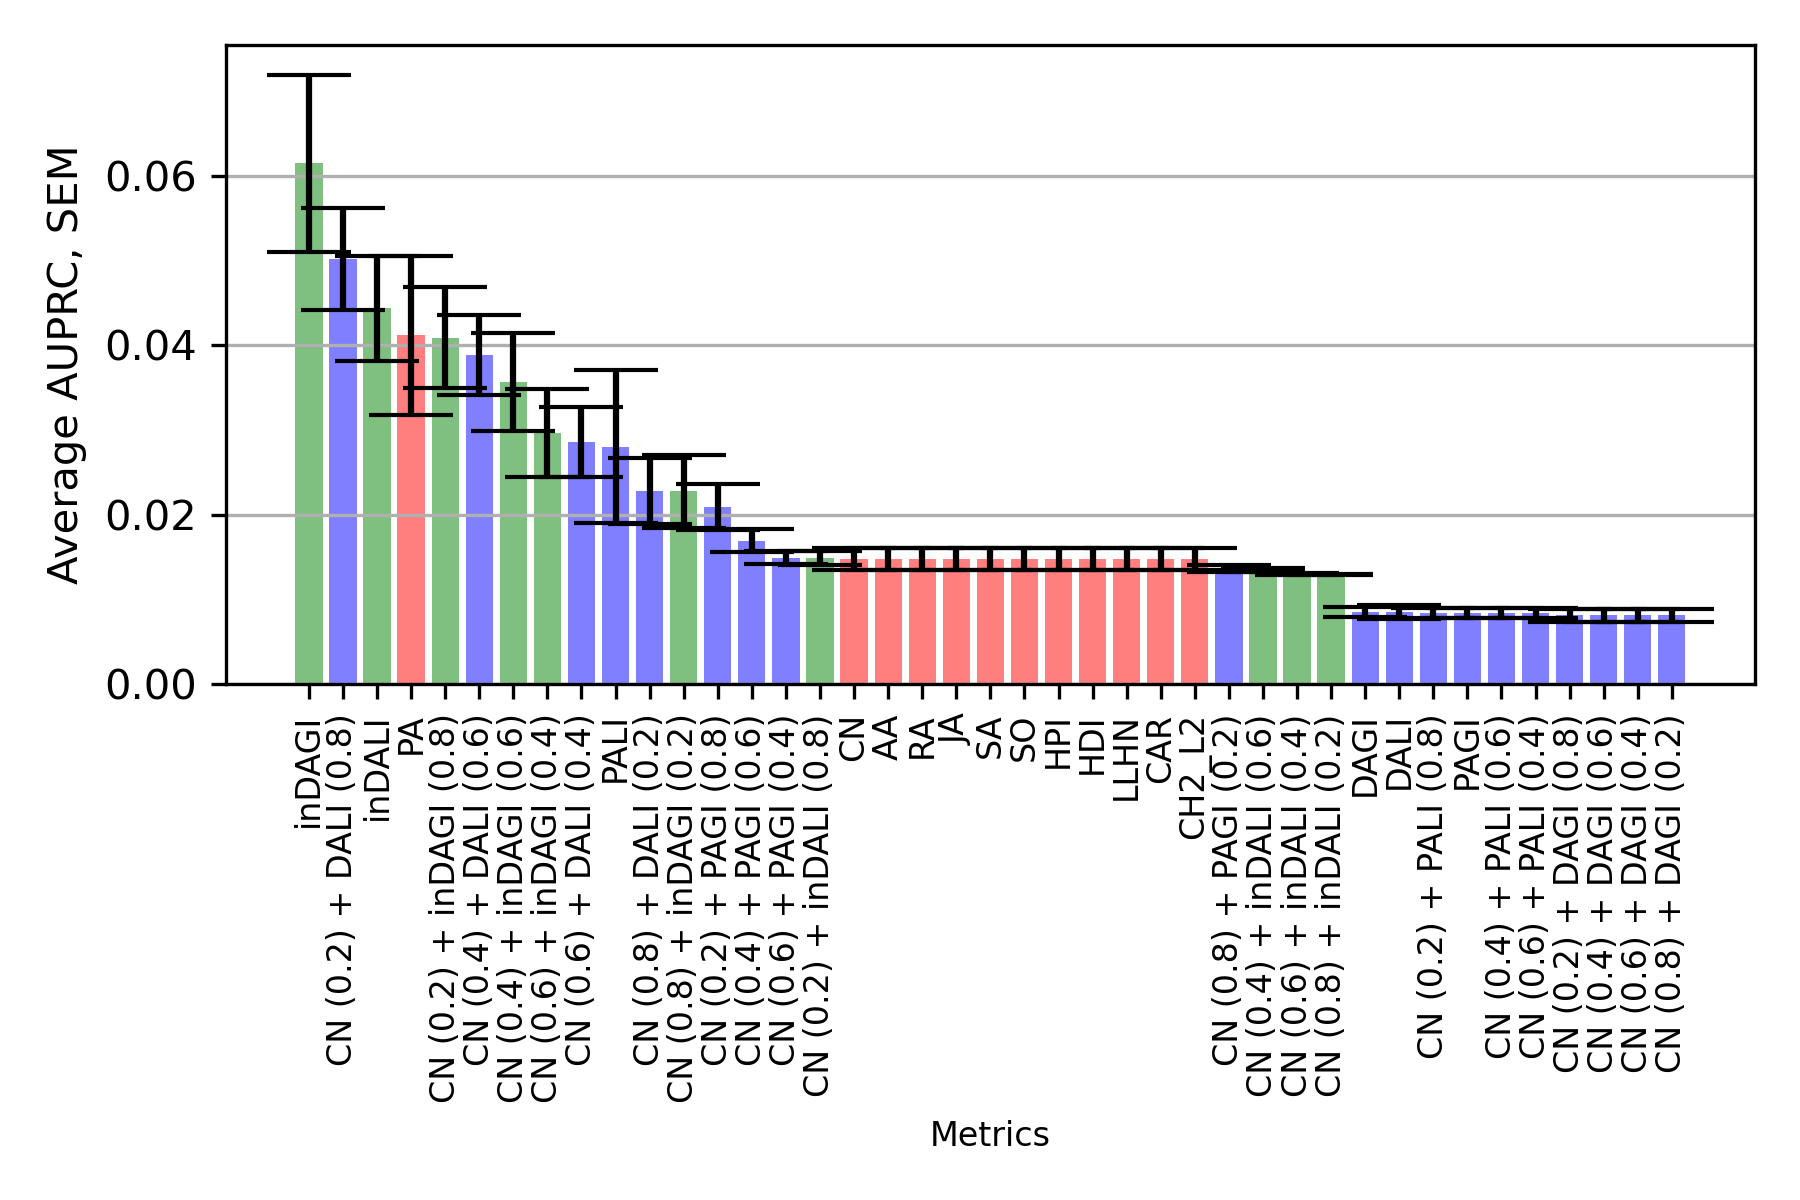 Average AUPRC, SEM
0.06
0.04
0.02
0.00
inDAGI
CN (0.2) + DALI (0.8)
inDALI
PA
CN (0.2) + inDAGI (0.8)
CN (0.4) + DALI (0.6)
CN (0.4) + inDAGI (0.6)
CN (0.6) + inDAGI (0.4)
CN (0.6) + DALI (0.4)
PALI
CN (0.8) + DALI (0.2)
CN (0.8) + inDAGI (0.2)
CN (0.2) + PAGI (0.8)
CN (0.4) + PAGI (0.6)
CN (0.6) + PAGI (0.4)
CN (0.2) + inDALI (0.8)
CN
AA
RA
JA
SA
SO
HPI
HDI
LLHN
CAR
CH2_L2
CN (0.8) + PAGI (0.2)
CN (0.4) + inDALI (0.6)
CN (0.6) + inDALI (0.4)
CN (0.8) + inDALI (0.2)
DAGI
DALI
CN (0.2) + PALI (0.8)
PAGI
CN (0.4) + PALI (0.6)
CN (0.6) + PALI (0.4)
CN (0.2) + DAGI (0.8)
CN (0.4) + DAGI (0.6)
CN (0.6) + DAGI (0.4)
CN (0.8) + DAGI (0.2)
Metrics